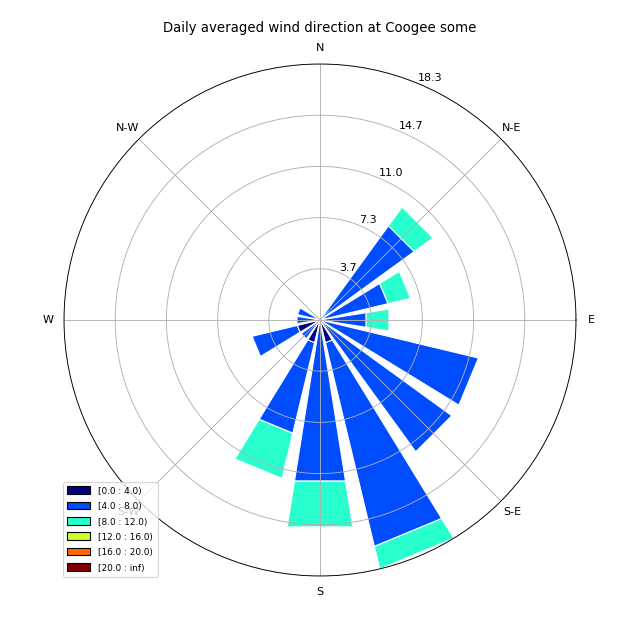 Daily averaged wind direction at Coogee some
N
18.3
N-W
14.7
N-E
11.0
7.3
3.7
W
E
[0.0 : 4.0)
[4.0 : 8.0)
S-W
S-E
[8.0 : 12.0)
[12.0 : 16.0)
[16.0 : 20.0)
[20.0 : inf)
S